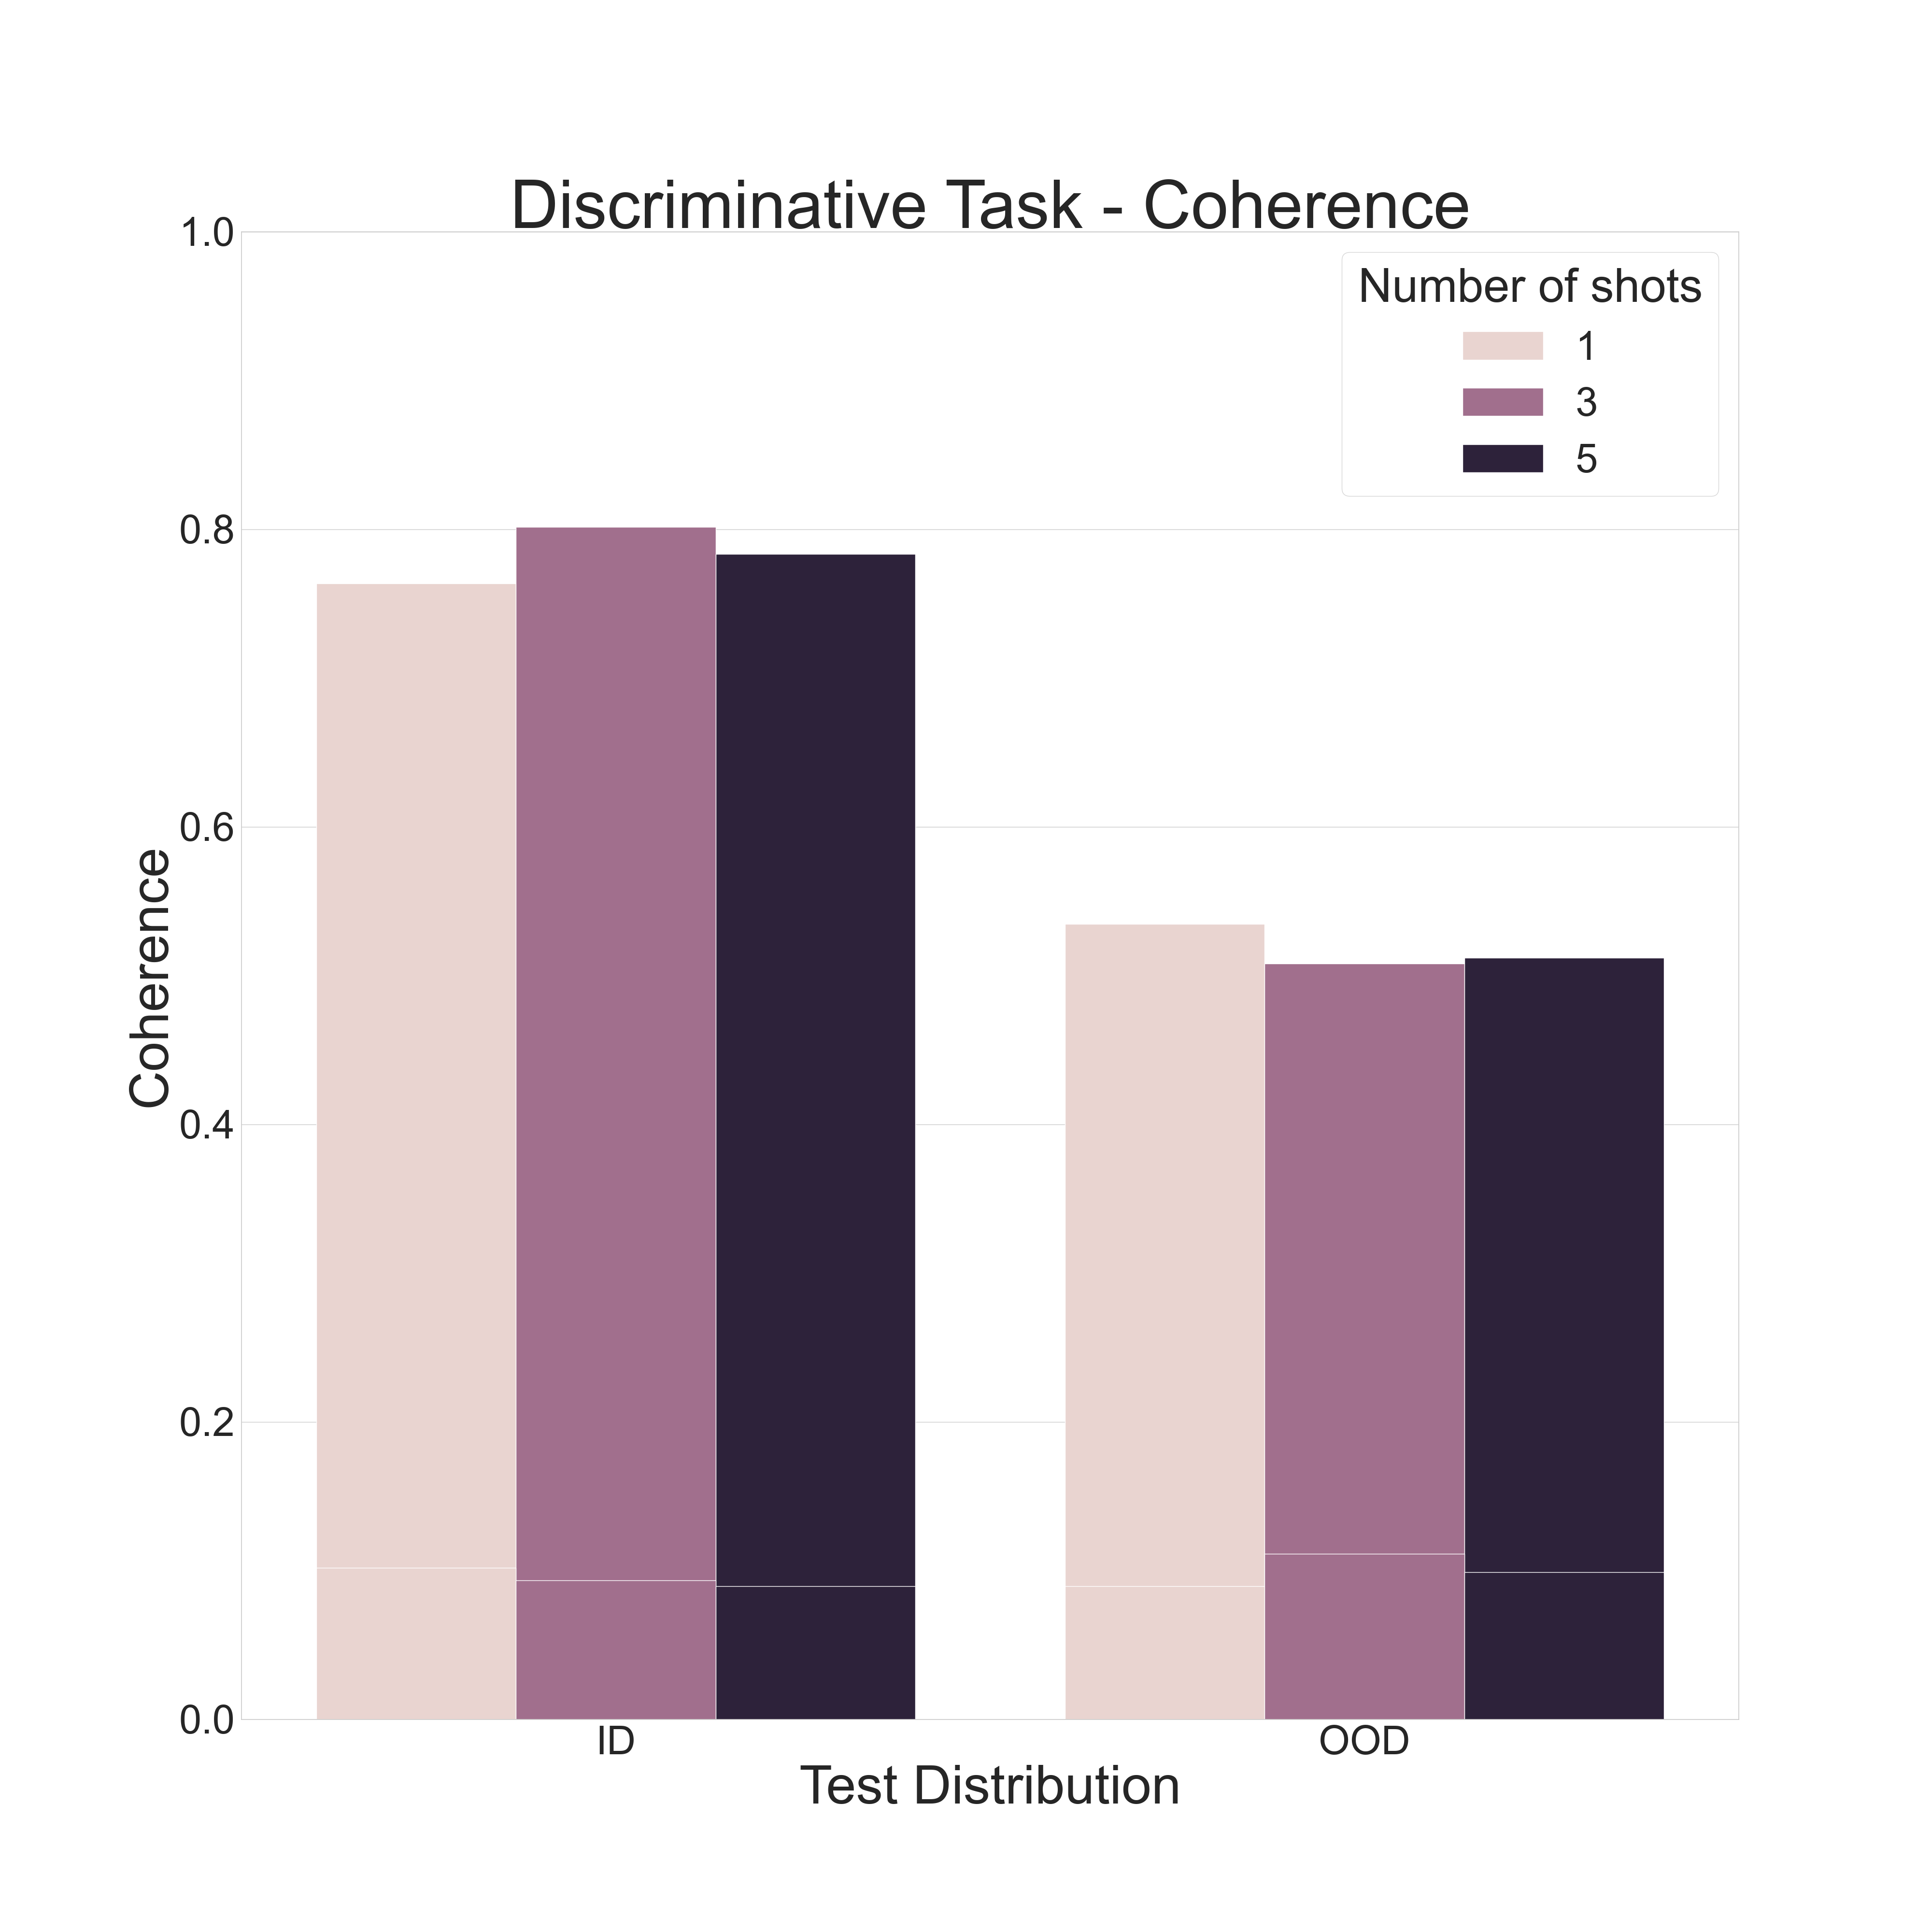 Discriminative Task - Coherence
Number of shots
1
3
5
1.0
0.8
0.6
0.4
0.2
0.0
Coherence
ID
OOD
Test Distribution